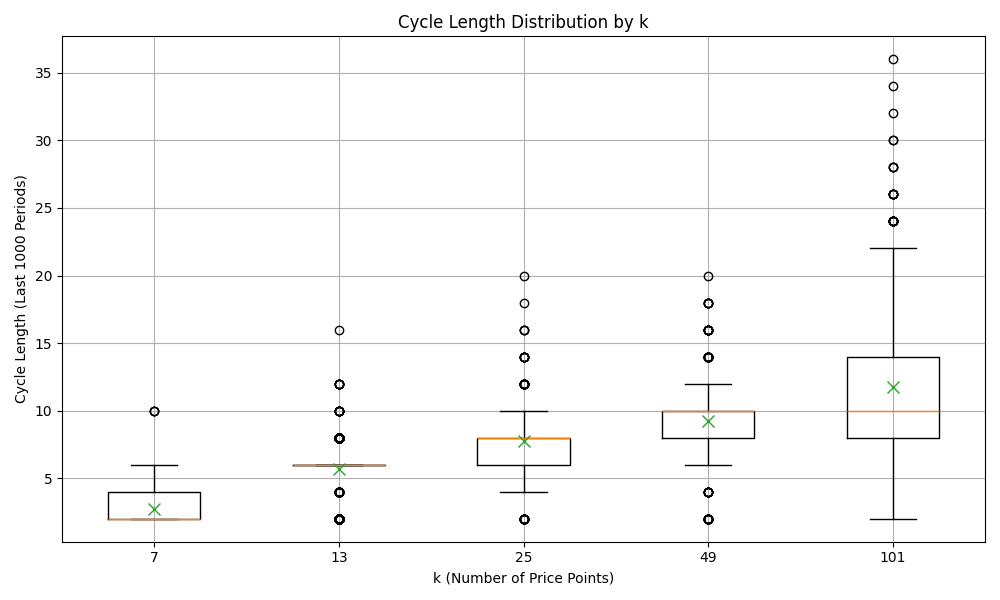 Cycle Length Distribution by k
Cycle Length (Last 1000 Periods)
35
30
25
20
15
10
5
7 13 25 49 101
k (Number of Price Points)